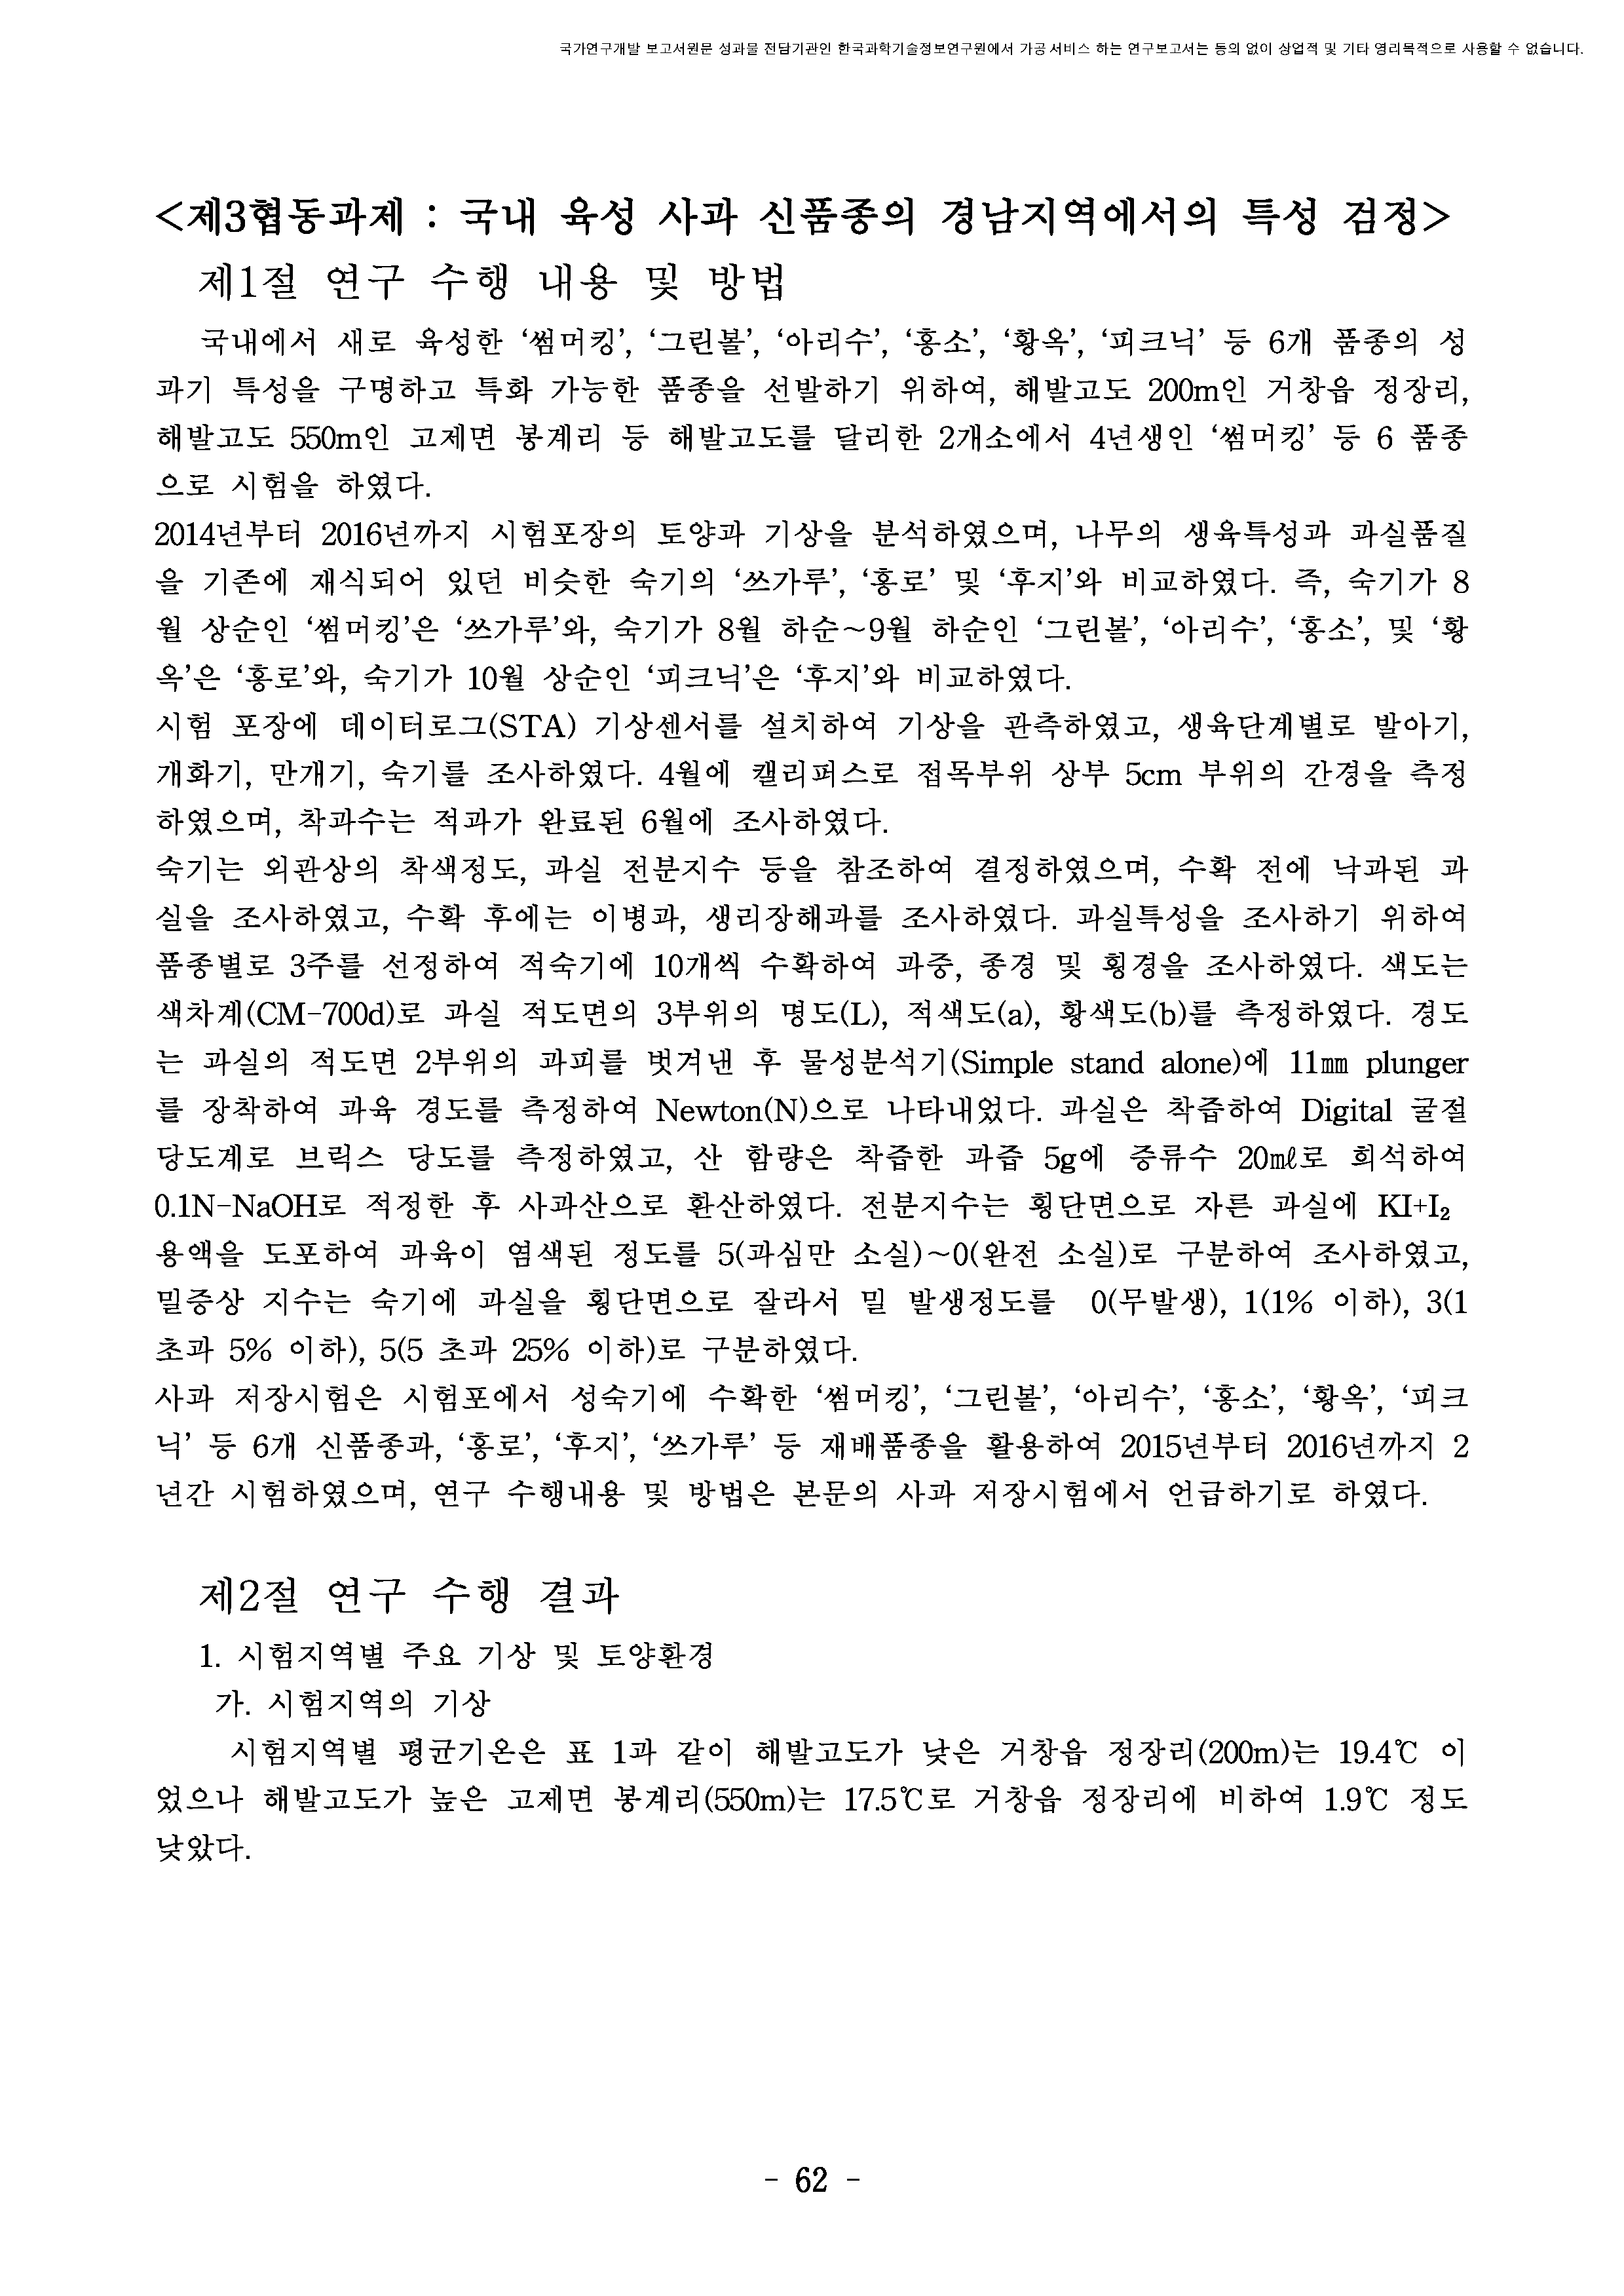 국가연구개발 보고서원문 성과물 전담기관인 한국과학기술정보연구원에서 가공·서비스 하는 연구보고서는 동의 없이 상업적 및 기타 영리목적으로 사용할 수 없습니다.
<제3협동과제 : 국내 육성 사과 신품종의 경남지역에서의 특성 검정>
제1절 연구 수행 내용 및 방법
국내에서 새로 육성한 ‘썸머킹’, ‘그린볼’, ‘아리수’, ‘홍소’, ‘황옥’, ‘피크닉’ 등 6개 품종의 성
과기 특성을 구명하고 특화 가능한 품종을 선발하기 위하여, 해발고도 200m인 거창읍 정장리,
해발고도 550m인 고제면 봉계리 등 해발고도를 달리한 2개소에서 4년생인 ‘썸머킹’ 등 6 품종
으로 시험을 하였다.
2014년부터 2016년까지 시험포장의 토양과 기상을 분석하였으며, 나무의 생육특성과 과실품질
을 기존에 재식되어 있던 비슷한 숙기의 ‘쓰가루’, ‘홍로’ 및 ‘후지’와 비교하였다. 즉, 숙기가 8
월 상순인 ‘썸머킹’은 ‘쓰가루’와, 숙기가 8월 하순~9월 하순인 ‘그린볼’, ‘아리수’, ‘홍소’, 및 ‘황
옥’은 ‘홍로’와, 숙기가 10월 상순인 ‘피크닉’은 ‘후지’와 비교하였다.
시험 포장에 데이터로그(STA) 기상센서를 설치하여 기상을 관측하였고, 생육단계별로 발아기,
개화기, 만개기, 숙기를 조사하였다. 4월에 캘리퍼스로 접목부위 상부 5cm 부위의 간경을 측정
하였으며, 착과수는 적과가 완료된 6월에 조사하였다.
숙기는 외관상의 착색정도, 과실 전분지수 등을 참조하여 결정하였으며, 수확 전에 낙과된 과
실을 조사하였고, 수확 후에는 이병과, 생리장해과를 조사하였다. 과실특성을 조사하기 위하여
품종별로 3주를 선정하여 적숙기에 10개씩 수확하여 과중, 종경 및 횡경을 조사하였다. 색도는
색차계(CM-700d)로 과실 적도면의 3부위의 명도(L), 적색도(a), 황색도(b)를 측정하였다. 경도
는 과실의 적도면 2부위의 과피를 벗겨낸 후 물성분석기(Simple stand alone)에 11㎜ plunger
를 장착하여 과육 경도를 측정하여 Newton(N)으로 나타내었다. 과실은 착즙하여 Digital 굴절
당도계로 브릭스 당도를 측정하였고, 산 함량은 착즙한 과즙 5g에 증류수 20㎖로 희석하여
0.1N-NaOH로 적정한 후 사과산으로 환산하였다. 전분지수는 횡단면으로 자른 과실에 KI+I₂
용액을 도포하여 과육이 염색된 정도를 5(과심만 소실)~0(완전 소실)로 구분하여 조사하였고,
밀증상 지수는 숙기에 과실을 횡단면으로 잘라서 밀 발생정도를 0(무발생), 1(1% 이하), 3(1
초과 5% 이하), 5(5 초과 25% 이하)로 구분하였다.
사과 저장시험은 시험포에서 성숙기에 수확한 ‘썸머킹’, ‘그린볼’, ‘아리수’, ‘홍소’, ‘황옥’, ‘피크
닉’ 등 6개 신품종과, ‘홍로’, ‘후지’, ‘쓰가루’ 등 재배품종을 활용하여 2015년부터 2016년까지 2
년간 시험하였으며, 연구 수행내용 및 방법은 본문의 사과 저장시험에서 언급하기로 하였다.
제2절 연구 수행 결과
1. 시험지역별 주요 기상 및 토양환경
가. 시험지역의 기상
시험지역별 평균기온은 표 1과 같이 해발고도가 낮은 거창읍 정장리(200m)는 19.4℃ 이
었으나 해발고도가 높은 고제면 봉계리(550m)는 17.5℃로 거창읍 정장리에 비하여 1.9℃ 정도
낮았다.
- 62 -